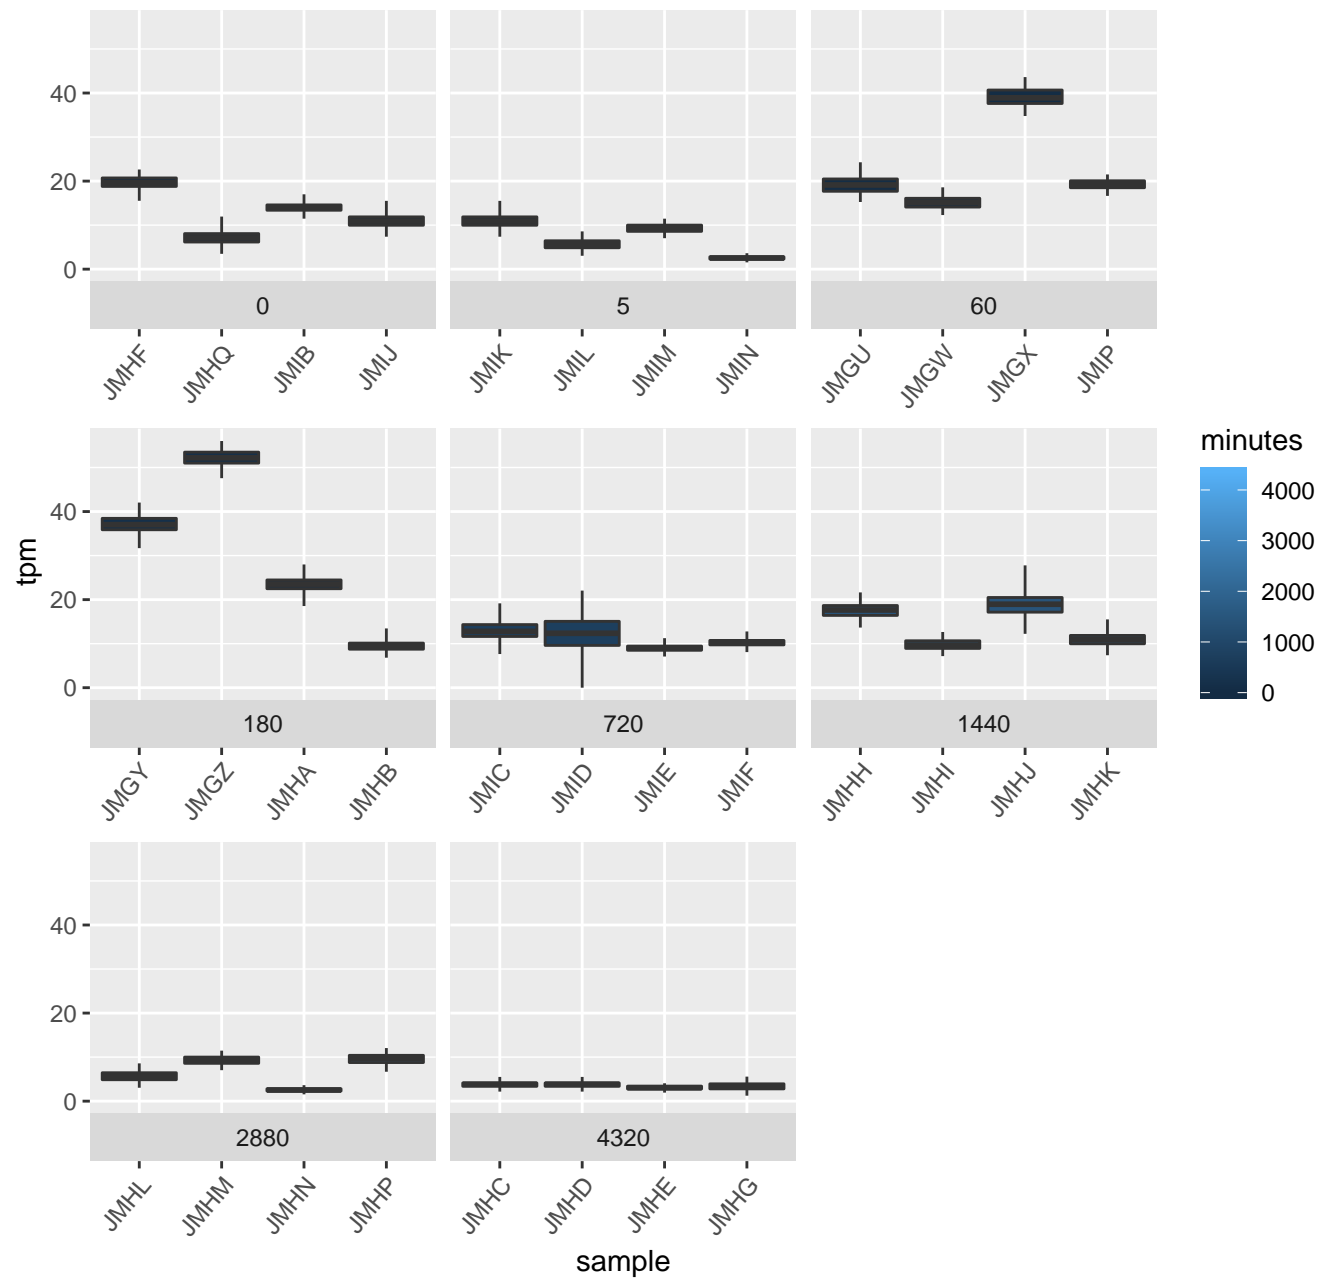 40
20
0
0
5
60
JMHF
JMHQ
JMIB
JMIJ
JMIK
JMIL
JMIM
JMIN
JMGU
JMGW
JMGX
JMIP
tpm
40
20
0
180
720
1440
JMGY
JMGZ
JMHA
JMHB
JMIC
JMID
JMIE
JMIF
JMHH
JMHI
JMHJ
JMHK
minutes
4000
3000
2000
1000
0
40
20
0
2880
4320
JMHL
JMHM
JMHN
JMHP
JMHC
JMHD
JMHE
JMHG
sample